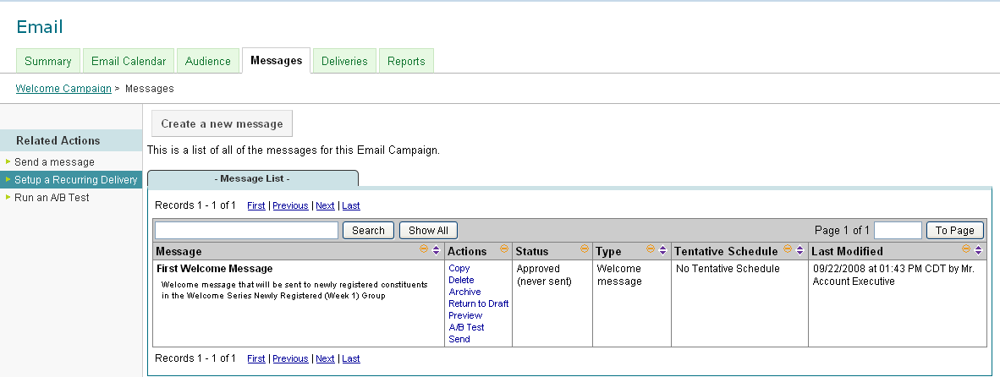 Email
Summary Email Calendar Audience Messages Deliveries Reports
Welcome Campaign > Messages
Related Actions
Send a message
Setup a Recurring Delivery
Run an A/B Test
Create a new message
This is a list of all of the messages for this Email Campaign.
- Message List -
Records 1 - 1 of 1 First | Previous | Next | Last
Search Show All Page 1 of 1 To Page
Message Actions Status Type Tentative Schedule Last Modified
First Welcome Message
Welcome message that will be sent to newly registered constituents
in the Welcome Series Newly Registered (Week 1) Group
Copy
Delete
Archive
Return to Draft
Preview
A/B Test
Send
Approved
(never sent)
Welcome
message
No Tentative Schedule
09/22/2008 at 01:43 PM CDT by Mr.
Account Executive
Records 1 - 1 of 1 First | Previous | Next | Last